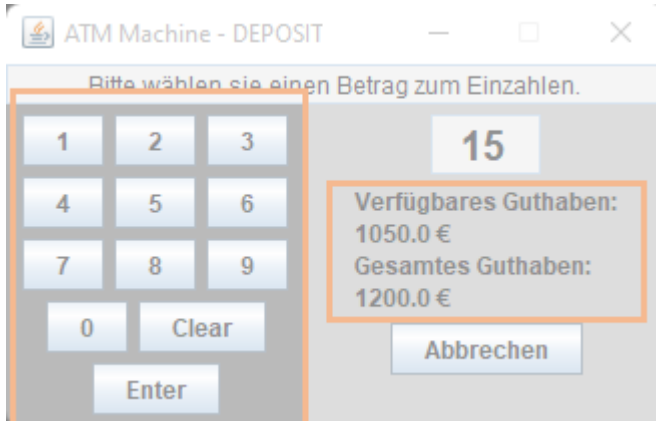 ATM Machine - DEPOSIT
Bitte wählen sie einen Betrag zum Einzahlen.
1 2 3
4 5 6
7 8 9
0 Clear
Enter
15
Verfügbares Guthaben:
1050.0 €
Gesamtes Guthaben:
1200.0 €
Abbrechen